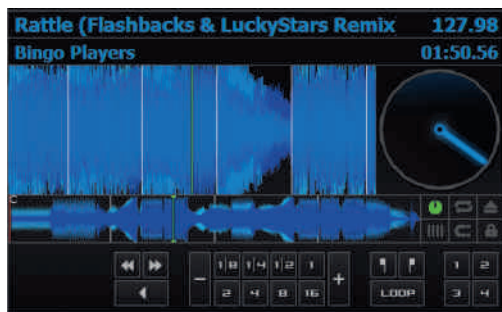 Rattle (Flashbacks & LuckyStars Remix 127.98
Bingo Players 01:50.56
C
- 1/8 1/4 1/2 1 + 1 2
2 4 8 16 LOOP 3 4